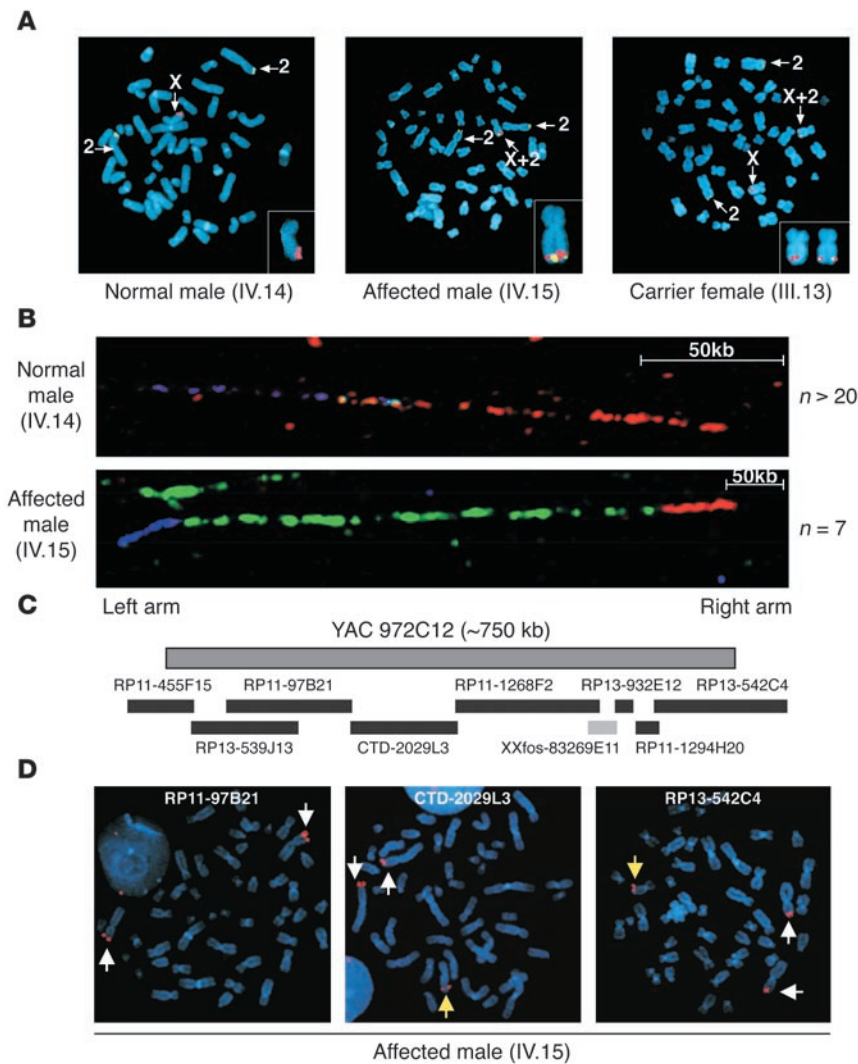 A
2
X
2
2
2
X+2
2
X+2
X
2
Normal male (IV.14)
Affected male (IV.15)
Carrier female (III.13)
B
Normal
male
(IV.14)
50kb
n > 20
Affected
male
(IV.15)
50kb
n = 7
Left arm
Right arm
C
YAC 972C12 (~750 kb)
RP11-455F15
RP11-97B21
RP11-1268F2
RP13-932E12
RP13-542C4
RP13-539J13
CTD-2029L3
XXfos-83269E11
RP11-1294H20
D
RP11-97B21
CTD-2029L3
RP13-542C4
Affected male (IV.15)